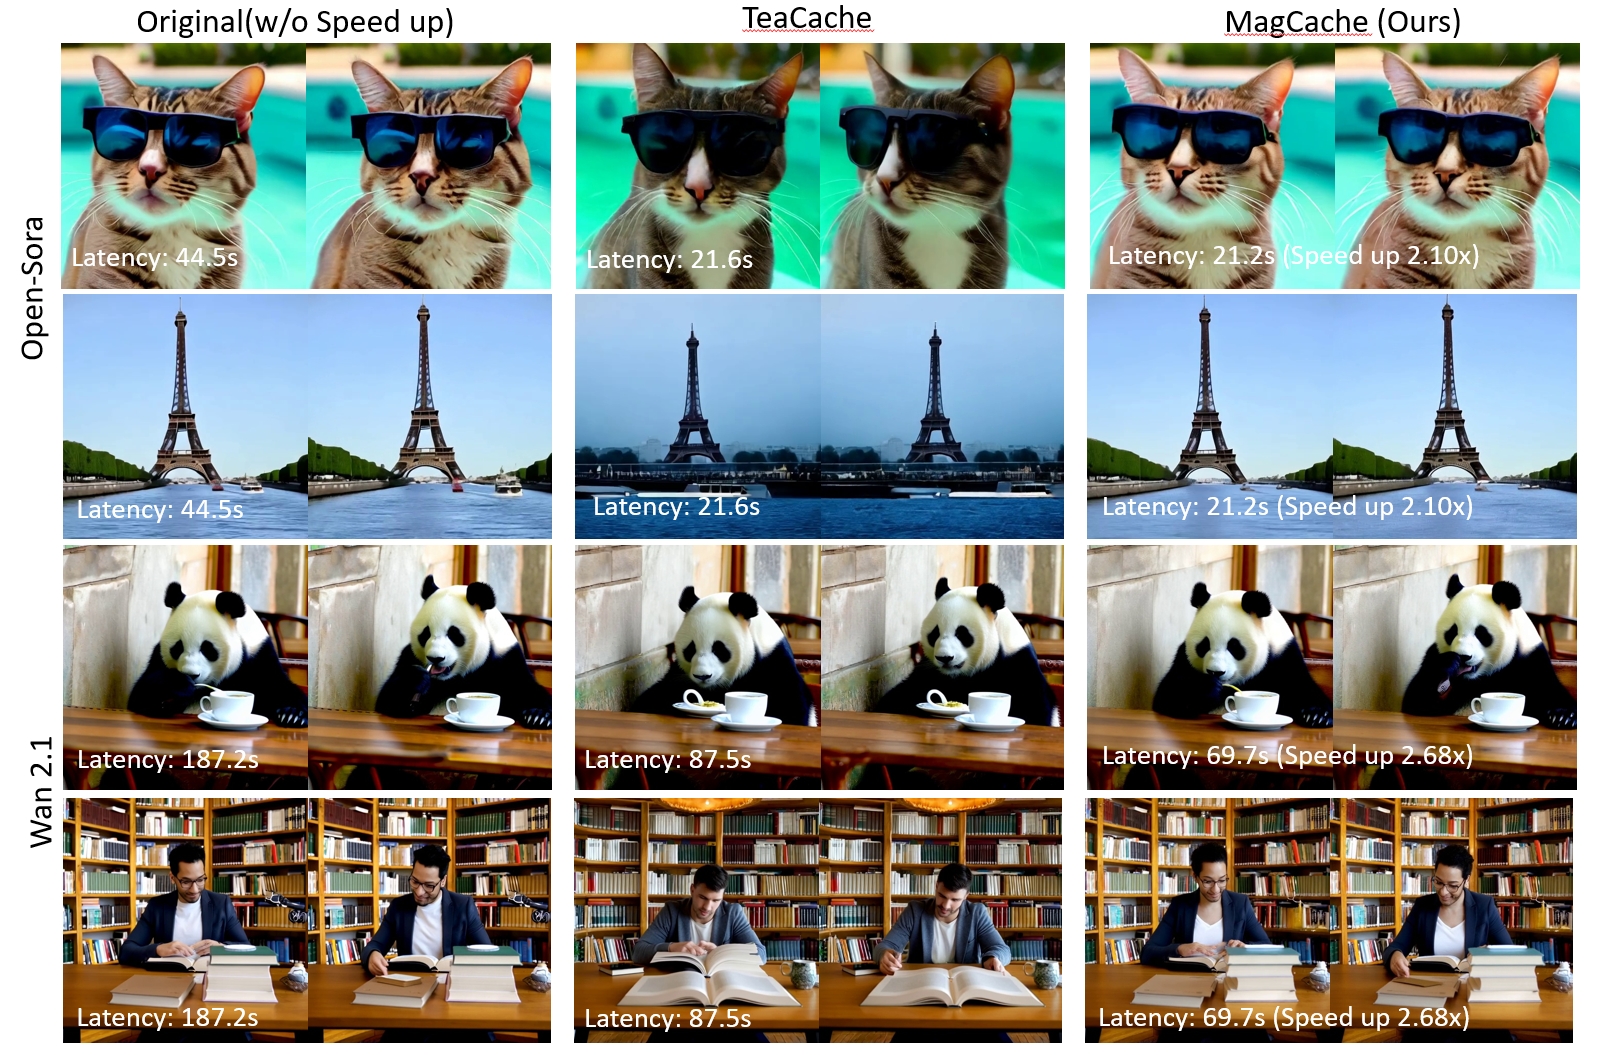 Original(w/o Speed up)
TeaCache
MagCache (Ours)
Open-Sora
Latency: 44.5s
Latency: 21.6s
Latency: 21.2s (Speed up 2.10x)
Latency: 44.5s
Latency: 21.6s
Latency: 21.2s (Speed up 2.10x)
Wan 2.1
Latency: 187.2s
Latency: 87.5s
Latency: 69.7s (Speed up 2.68x)
Latency: 187.2s
Latency: 87.5s
Latency: 69.7s (Speed up 2.68x)